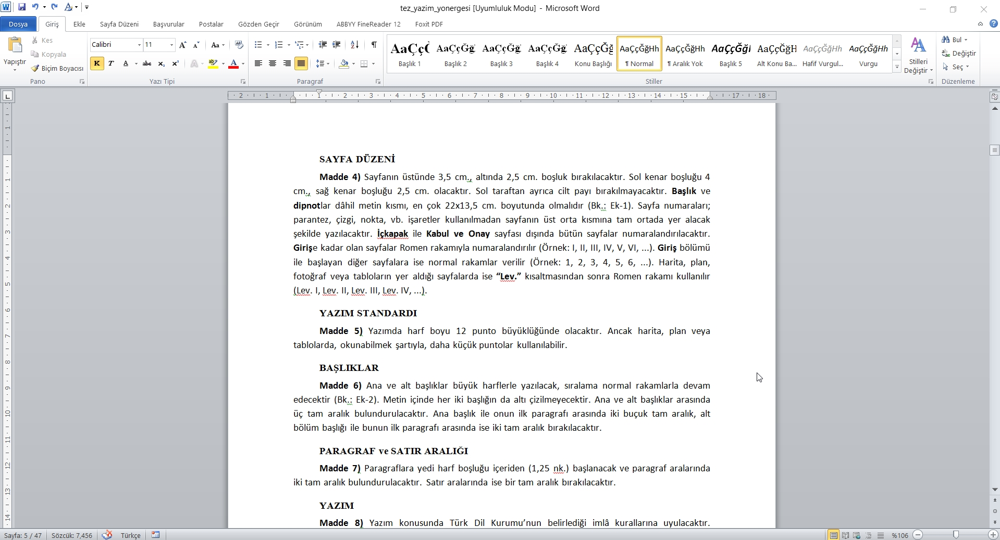 tez_yazim_yonergesi [Uyumluluk Modu] - Microsoft Word
Dosya Giriş Ekle Sayfa Düzeni Başvurular Postalar Gözden Geçir Görünüm ABBYY FineReader 12 Foxit PDF
Yapıştır
Kes
Kopyala
Biçim Boyacısı
Pano
Calibri 11
Yazı Tipi
Paragraf
Başlık 1 Başlık 2 Başlık 3 Başlık 4 Konu Başlığı ¶ Normal ¶ Aralık Yok Başlık 5 Alt Konu Ba... Hafif Vurgul... Vurgu
Stiller
Stilleri
Değiştir
Bul
Değiştir
Seç
Düzenleme
SAYFA DÜZENİ
Madde 4) Sayfanın üstünde 3,5 cm., altında 2,5 cm. boşluk bırakılacaktır. Sol kenar boşluğu 4
cm., sağ kenar boşluğu 2,5 cm. olacaktır. Sol taraftan ayrıca cilt payı bırakılmayacaktır. Başlık ve
dipnotlar dâhil metin kısmı, en çok 22x13,5 cm. boyutunda olmalıdır (Bk.: Ek-1). Sayfa numaraları;
parantez, çizgi, nokta, vb. işaretler kullanılmadan sayfanın üst orta kısmına tam ortada yer alacak
şekilde yazılacaktır. İçkapak ile Kabul ve Onay sayfası dışında bütün sayfalar numaralandırılacaktır.
Girişe kadar olan sayfalar Romen rakamıyla numaralandırılır (Örnek: I, II, III, IV, V, VI, ...). Giriş bölümü
ile başlayan diğer sayfalara ise normal rakamlar verilir (Örnek: 1, 2, 3, 4, 5, 6, ...). Harita, plan,
fotoğraf veya tabloların yer aldığı sayfalarda ise “Lev.” kısaltmasından sonra Romen rakamı kullanılır
(Lev. I, Lev. II, Lev. III, Lev. IV, ...).
YAZIM STANDARDI
Madde 5) Yazımda harf boyu 12 punto büyüklüğünde olacaktır. Ancak harita, plan veya
tablolarda, okunabilmek şartıyla, daha küçük puntolar kullanılabilir.
BAŞLIKLAR
Madde 6) Ana ve alt başlıklar büyük harflerle yazılacak, sıralama normal rakamlarla devam
edecektir (Bk.: Ek-2). Metin içinde her iki başlığın da altı çizilmeyecektir. Ana ve alt başlıklar arasında
üç tam aralık bulundurulacaktır. Ana başlık ile onun ilk paragrafı arasında iki buçuk tam aralık, alt
bölüm başlığı ile bunun ilk paragrafı arasında ise iki tam aralık bırakılacaktır.
PARAGRAF ve SATIR ARALIĞI
Madde 7) Paragraflara yedi harf boşluğu içeriden (1,25 nk.) başlanacak ve paragraf aralarında
iki tam aralık bulundurulacaktır. Satır aralarında ise bir tam aralık bırakılacaktır.
YAZIM
Madde 8) Yazım konusunda Türk Dil Kurumu’nun belirlediği imlâ kurallarına uyulacaktır.
Sayfa: 5 / 47 Sözcük: 7,456 Türkçe %106